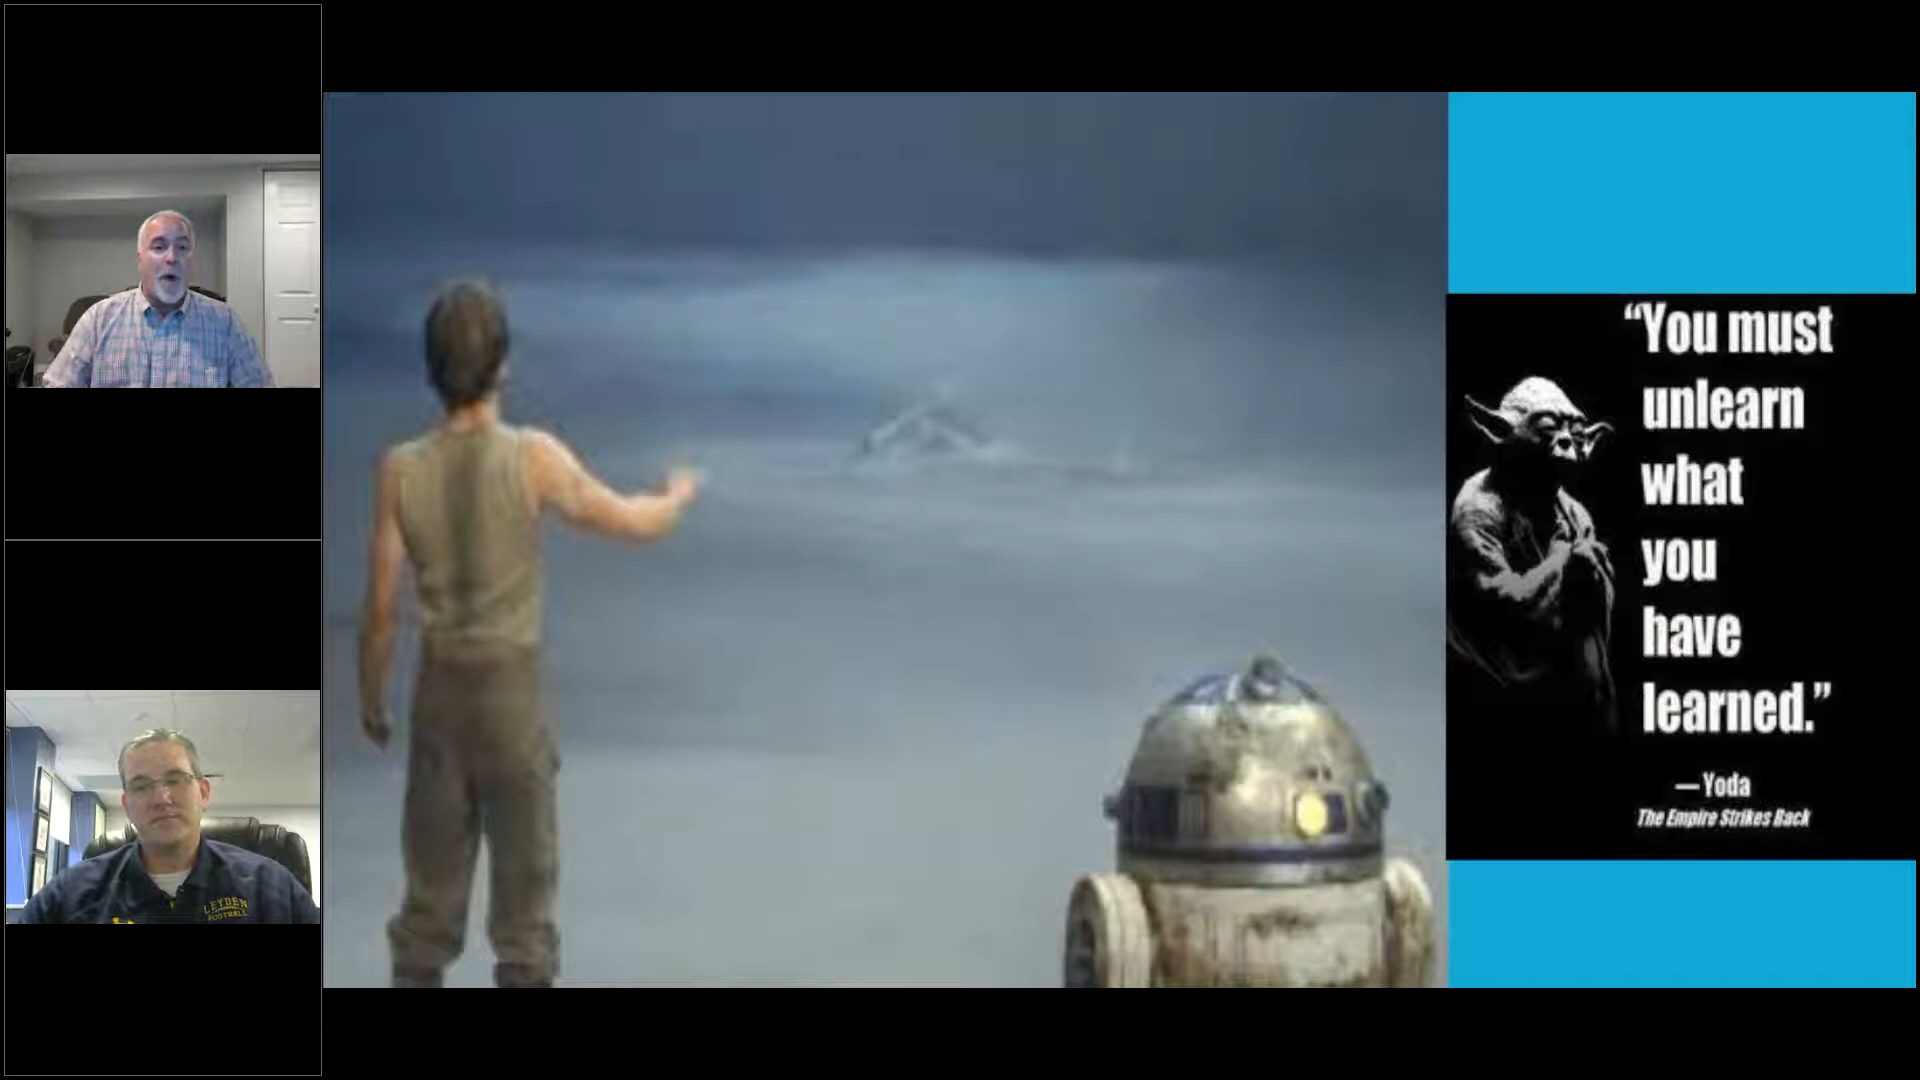 “You must
unlearn
what
you
have
learned.”
— Yoda
The Empire Strikes Back
LEYDEN
FOOTBALL